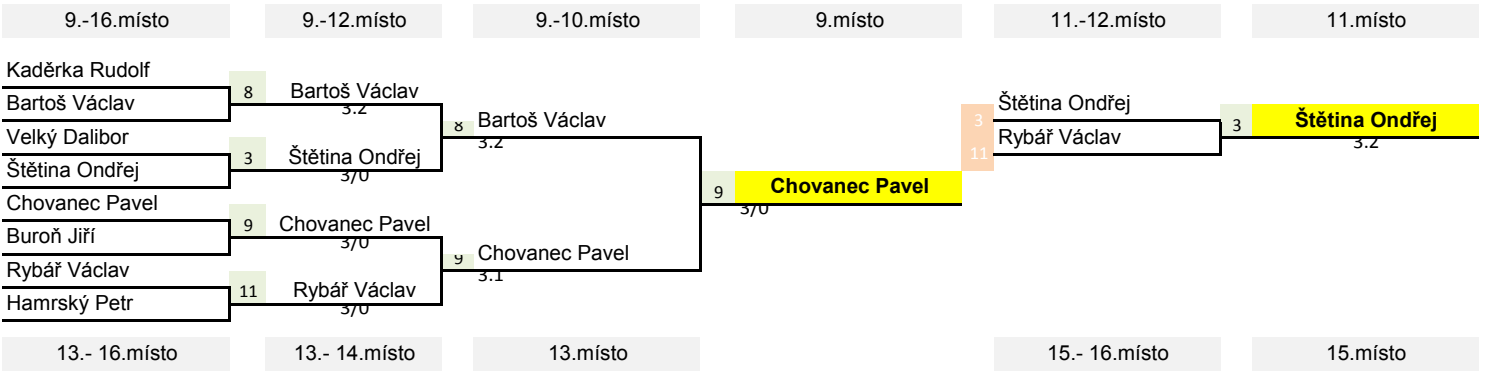 9.-16.místo 9.-12.místo 9.-10.místo 9.místo 11.-12.místo 11.místo
Kaděrka Rudolf
8 Bartoš Václav
Bartoš Václav 3.2 3 Štětina Ondřej 3 Štětina Ondřej
8 Bartoš Václav
Velký Dalibor 3.2 11 Rybář Václav 3.2
3 Štětina Ondřej
Štětina Ondřej 3/0
9 Chovanec Pavel
Chovanec Pavel 3/0
9 Chovanec Pavel
Buroň Jiří 3/0
9 Chovanec Pavel
Rybář Václav 3.1
11 Rybář Václav
Hamrský Petr 3/0
13.- 16.místo 13.- 14.místo 13.místo 15.- 16.místo 15.místo